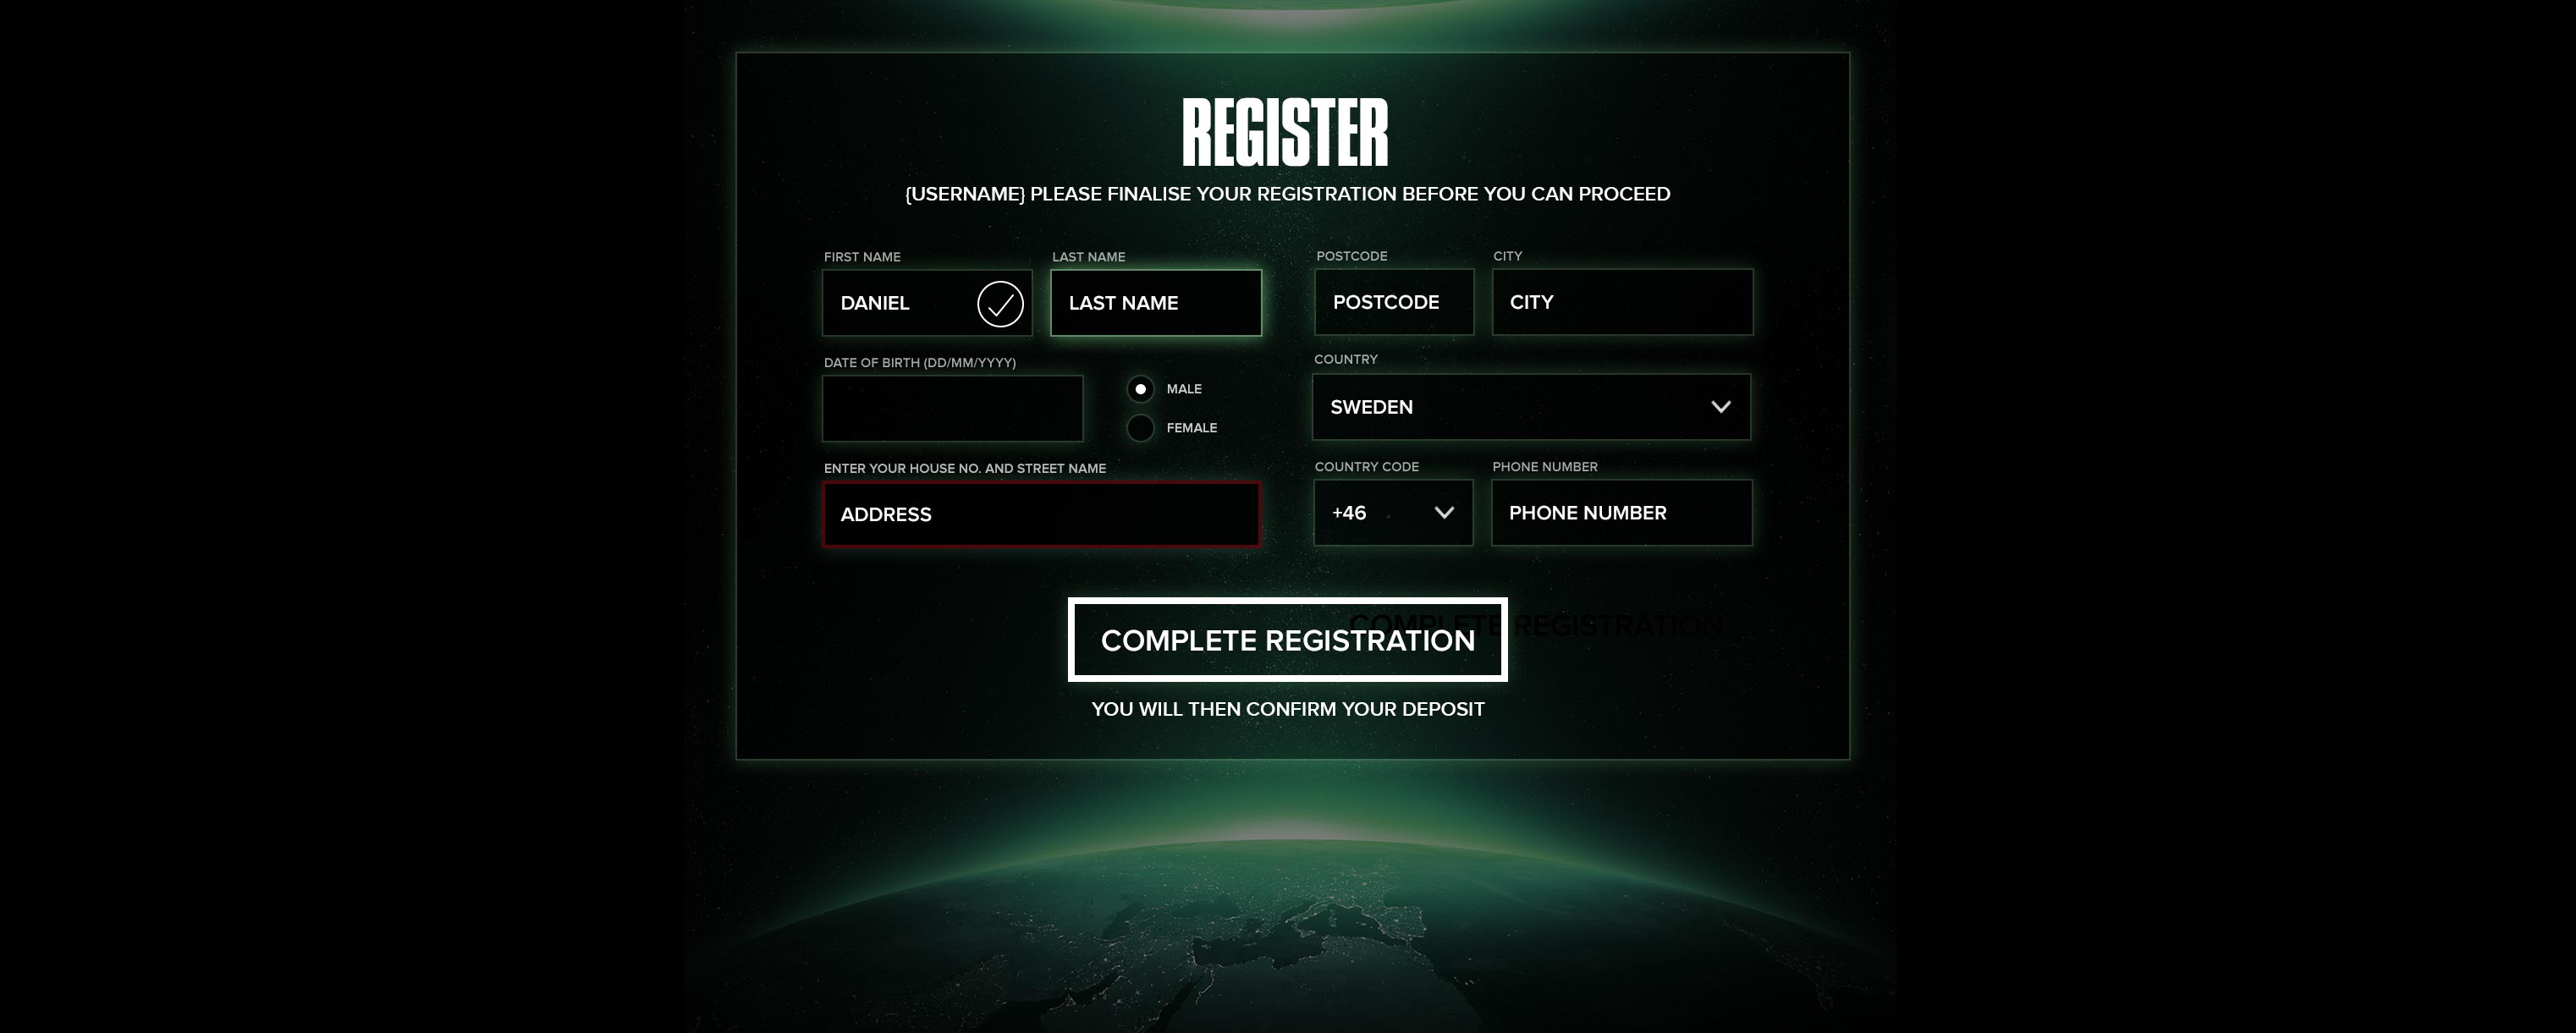 REGISTER
{USERNAME} PLEASE FINALISE YOUR REGISTRATION BEFORE YOU CAN PROCEED
FIRST NAME
LAST NAME
DANIEL
LAST NAME
DATE OF BIRTH (DD/MM/YYYY)
MALE
FEMALE
ENTER YOUR HOUSE NO. AND STREET NAME
ADDRESS
POSTCODE
CITY
POSTCODE
CITY
COUNTRY
SWEDEN
COUNTRY CODE
PHONE NUMBER
+46
PHONE NUMBER
COMPLETE REGISTRATION
COMPLETE REGISTRATION
YOU WILL THEN CONFIRM YOUR DEPOSIT